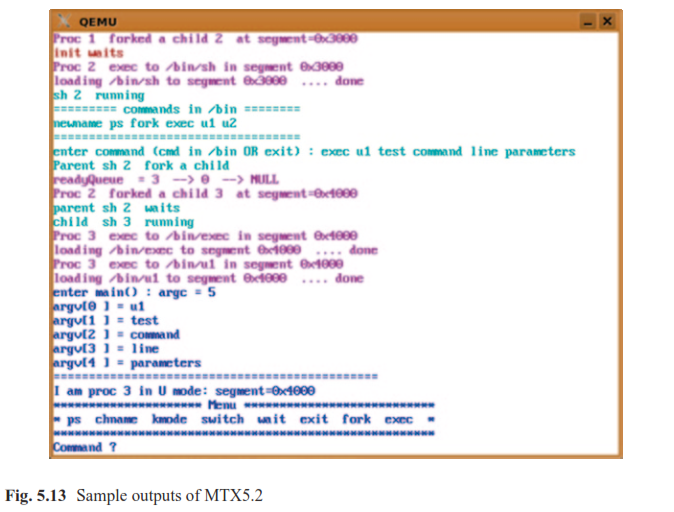 QEMU
Proc 1 forked a child 2 at segment=0x3000
init waits
Proc 2 exec to /bin/sh in segment 0x3000
loading /bin/sh to segment 0x3000 .... done
sh 2 running
========= commands in /bin ========
newname ps fork exec u1 u2
===================================
enter command (cmd in /bin OR exit) : exec u1 test command line parameters
Parent sh 2 fork a child
readyQueue = 3 --> 0 --> NULL
Proc 2 forked a child 3 at segment=0x4000
parent sh 2 waits
child sh 3 running
Proc 3 exec to /bin/exec in segment 0x4000
loading /bin/exec to segment 0x4000 .... done
Proc 3 exec to /bin/u1 in segment 0x4000
loading /bin/u1 to segment 0x4000 .... done
enter main() : argc = 5
argv[0 ] = u1
argv[1 ] = test
argv[2 ] = command
argv[3 ] = line
argv[4 ] = parameters
==============================================
I am proc 3 in U mode: segment=0x4000
********************* Menu ***************************
* ps chname kmode switch wait exit fork exec *
******************************************************
Command ?
Fig. 5.13 Sample outputs of MTX5.2